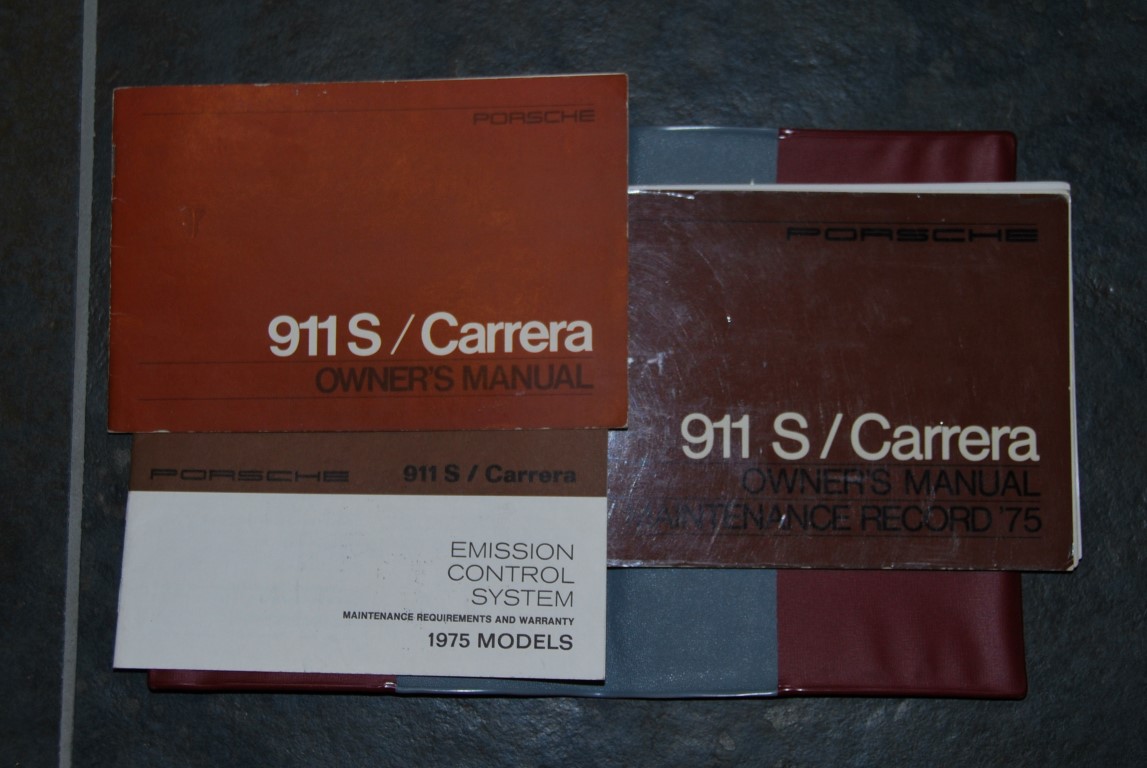 PORSCHE
911 S / Carrera
OWNER'S MANUAL
PORSCHE 911 S / Carrera
EMISSION
CONTROL
SYSTEM
MAINTENANCE REQUIREMENTS AND WARRANTY
1975 MODELS
PORSCHE
911 S / Carrera
OWNER'S MANUAL
MAINTENANCE RECORD '75